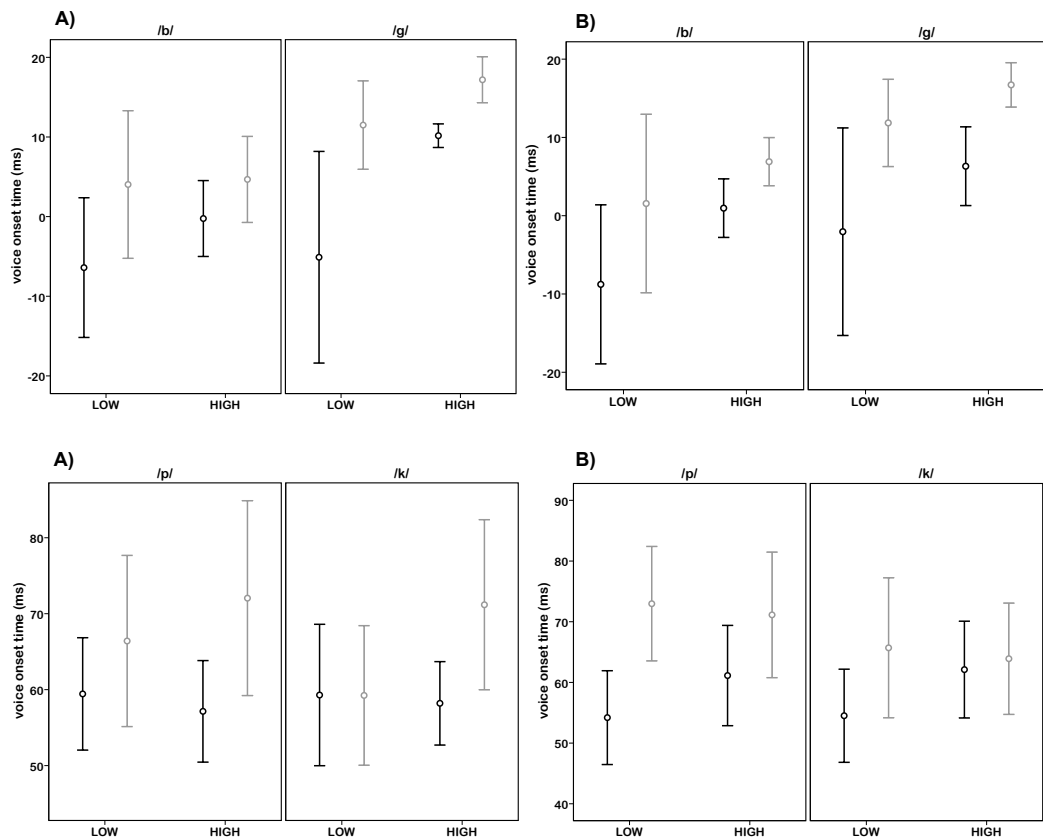 A)
/b/ /g/
voice onset time (ms)
20
10
0
-10
-20
LOW HIGH LOW HIGH
B)
/b/ /g/
voice onset time (ms)
20
10
0
-10
-20
LOW HIGH LOW HIGH
A)
/p/ /k/
voice onset time (ms)
80
70
60
50
LOW HIGH LOW HIGH
B)
/p/ /k/
voice onset time (ms)
90
80
70
60
50
40
LOW HIGH LOW HIGH